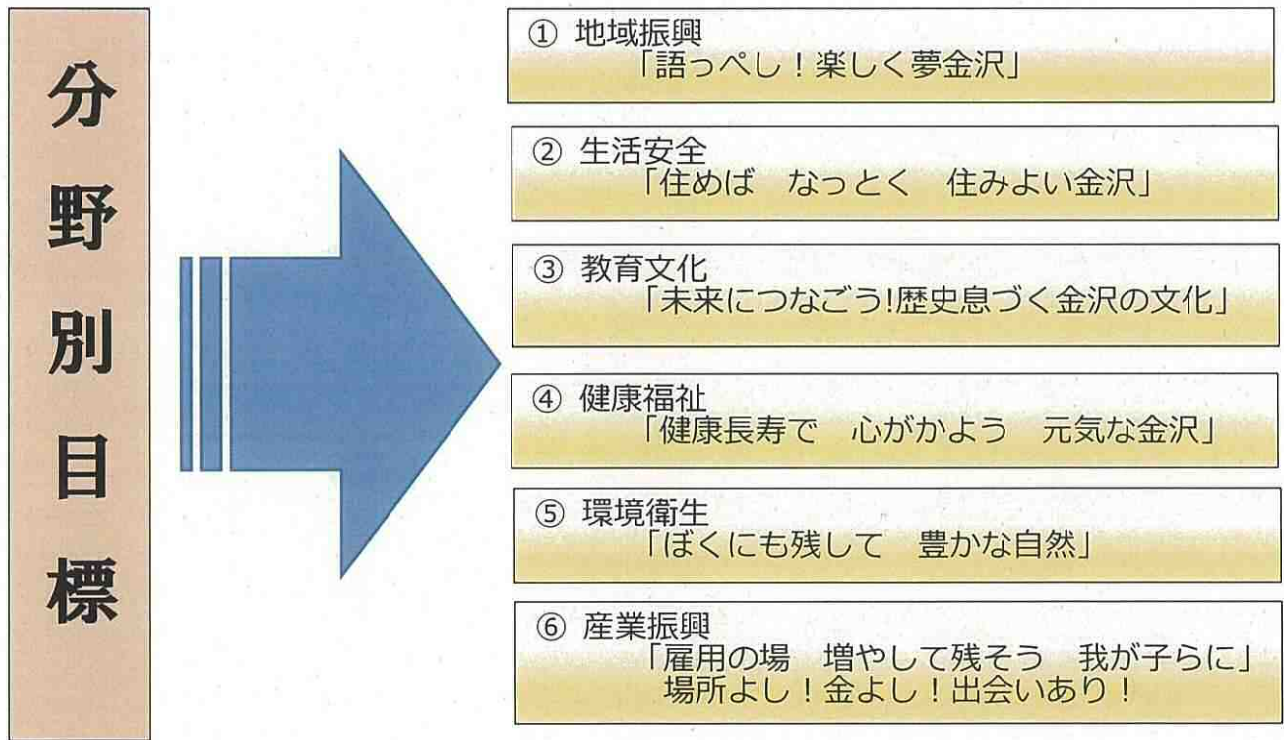 分野別目標
① 地域振興
「語っぺし！楽しく夢金沢」
② 生活安全
「住めば　なっとく　住みよい金沢」
③ 教育文化
「未来につなごう!歴史息づく金沢の文化」
④ 健康福祉
「健康長寿で　心がかよう　元気な金沢」
⑤ 環境衛生
「ぼくにも残して　豊かな自然」
⑥ 産業振興
「雇用の場　増やして残そう　我が子らに」
場所よし！金よし！出会いあり！